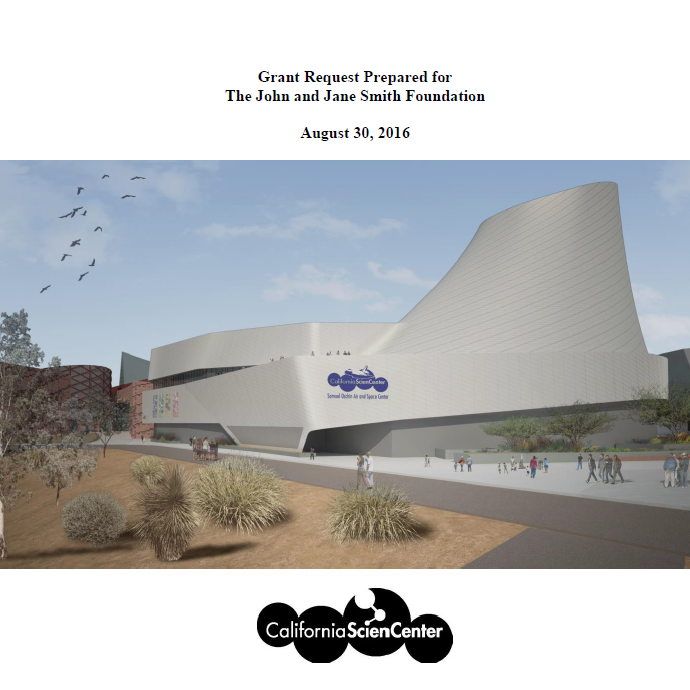 Grant Request Prepared for
The John and Jane Smith Foundation
August 30, 2016
CaliforniaScienCenter
Samuel Oschin Air and Space Center
CaliforniaScienCenter